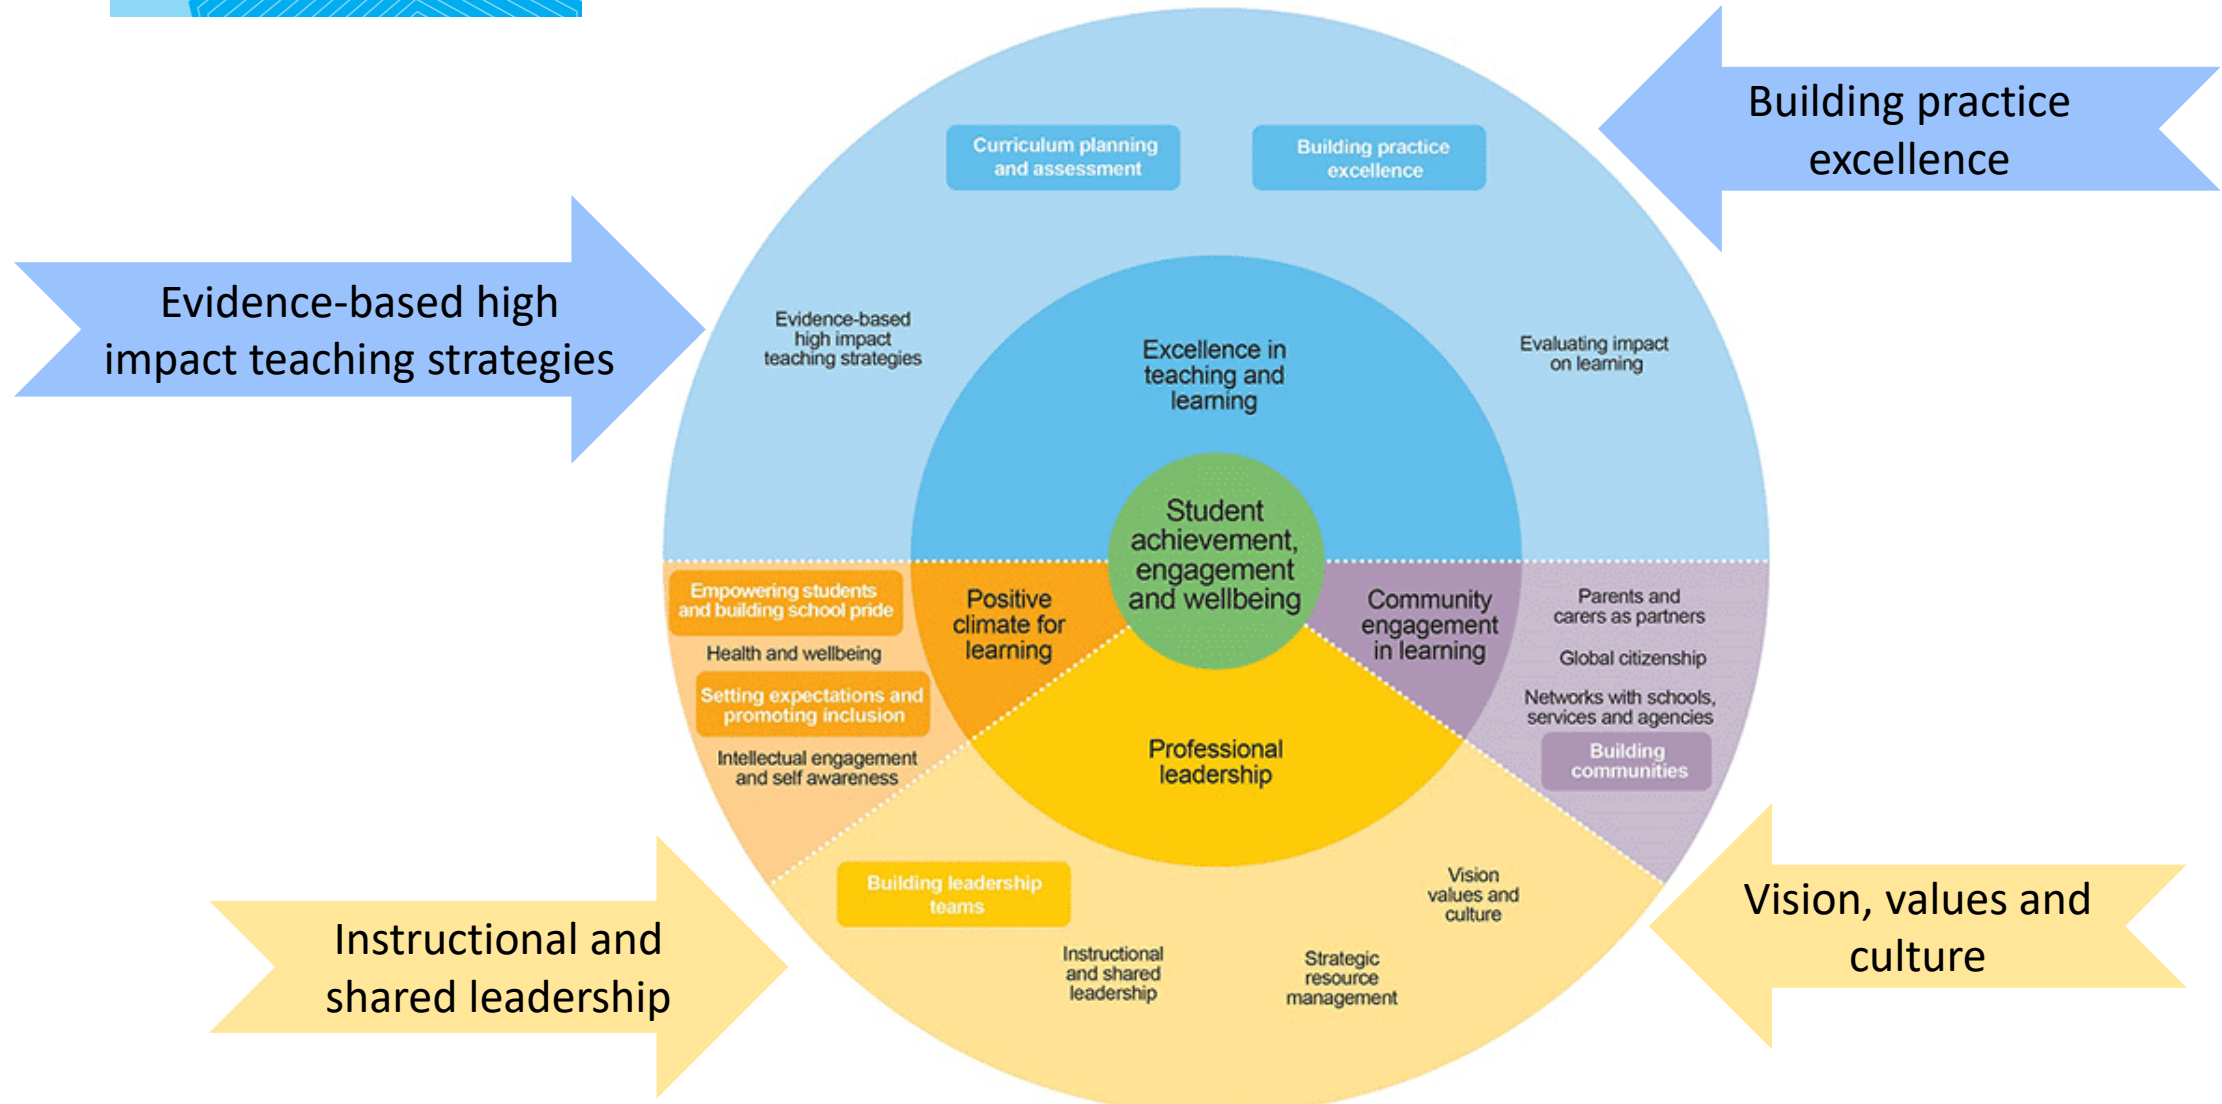 Building practice
excellence
Curriculum planning
and assessment
Building practice
excellence
Evidence-based high
impact teaching strategies
Evidence-based
high impact
teaching strategies
Excellence in
teaching and
learning
Evaluating impact
on learning
Student
achievement,
engagement
and wellbeing
Empowering students
and building school pride
Health and wellbeing
Setting expectations and
promoting inclusion
Intellectual engagement
and self awareness
Positive
climate for
learning
Community
engagement
in learning
Parents and
carers as partners
Global citizenship
Networks with schools,
services and agencies
Building
communities
Professional
leadership
Building leadership
teams
Instructional
and shared
leadership
Strategic
resource
management
Vision
values and
culture
Instructional and
shared leadership
Vision, values and
culture